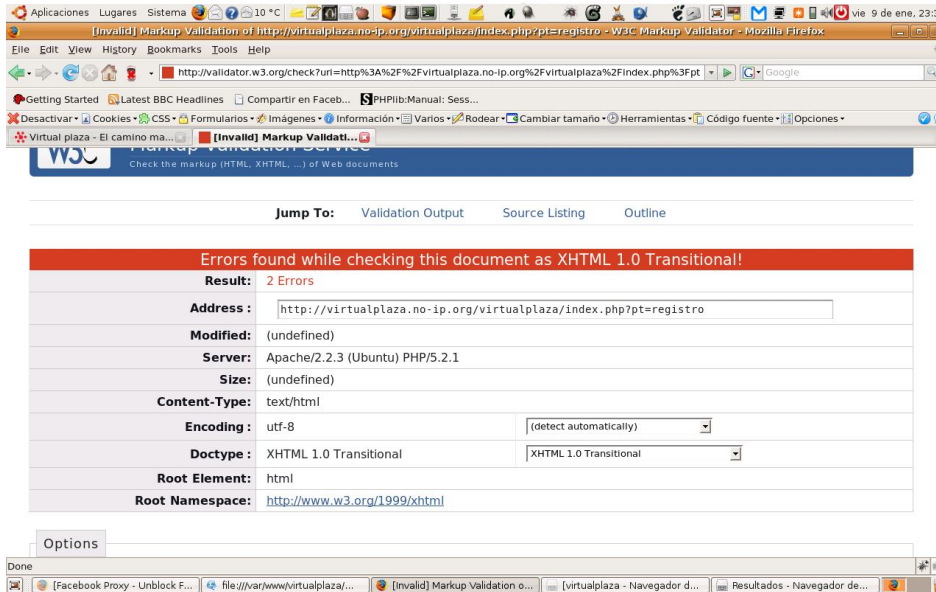 Aplicaciones Lugares Sistema 10 °C vie 9 de ene, 23:
[Invalid] Markup Validation of http://virtualplaza.no-ip.org/virtualplaza/index.php?pt=registro - W3C Markup Validator - Mozilla Firefox
File Edit View History Bookmarks Tools Help
http://validator.w3.org/check?uri=http%3A%2F%2Fvirtualplaza.no-ip.org%2Fvirtualplaza%2Findex.php%3Fpt Google
Getting Started Latest BBC Headlines Compartir en Faceb... PHPlib:Manual: Sess...
Desactivar Cookies CSS Formularios Imágenes Información Varios Rodear Cambiar tamaño Herramientas Código fuente Opciones
Virtual plaza - El camino ma... [Invalid] Markup Validati...
W3C Markup Validation Service
Check the markup (HTML, XHTML, ...) of Web documents
Jump To: Validation Output Source Listing Outline
Errors found while checking this document as XHTML 1.0 Transitional!
Result: 2 Errors
Address : http://virtualplaza.no-ip.org/virtualplaza/index.php?pt=registro
Modified: (undefined)
Server: Apache/2.2.3 (Ubuntu) PHP/5.2.1
Size: (undefined)
Content-Type: text/html
Encoding : utf-8 (detect automatically)
Doctype : XHTML 1.0 Transitional XHTML 1.0 Transitional
Root Element: html
Root Namespace: http://www.w3.org/1999/xhtml
Options
Done
[Facebook Proxy - Unblock F... file:///var/www/virtualplaza/... [Invalid] Markup Validation o... [virtualplaza - Navegador d... Resultados - Navegador de...